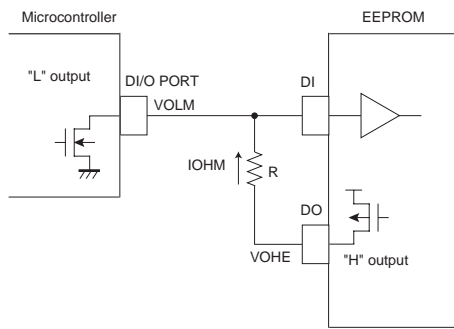 Microcontroller
EEPROM
"L" output
DI/O PORT
DI
VOLM
IOHM
R
DO
VOHE
"H" output